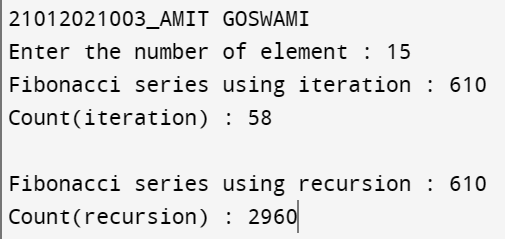 21012021003_AMIT GOSWAMI
Enter the number of element : 15
Fibonacci series using iteration : 610
Count(iteration) : 58
Fibonacci series using recursion : 610
Count(recursion) : 2960